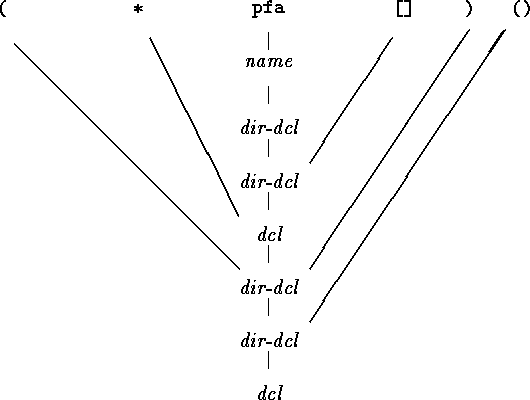 ( * pfa [] ) ()
name
dir-dcl
dir-dcl
dcl
dir-dcl
dir-dcl
dcl